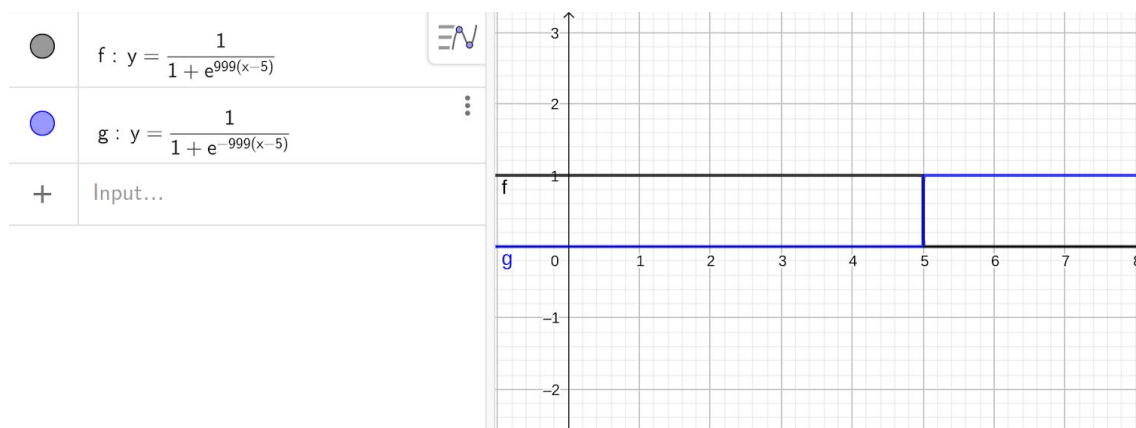 f : y = 1 / (1 + e^999(x−5))
g : y = 1 / (1 + e^−999(x−5))
+ Input...
3
2
1
f
g 0 1 2 3 4 5 6 7 8
−1
−2